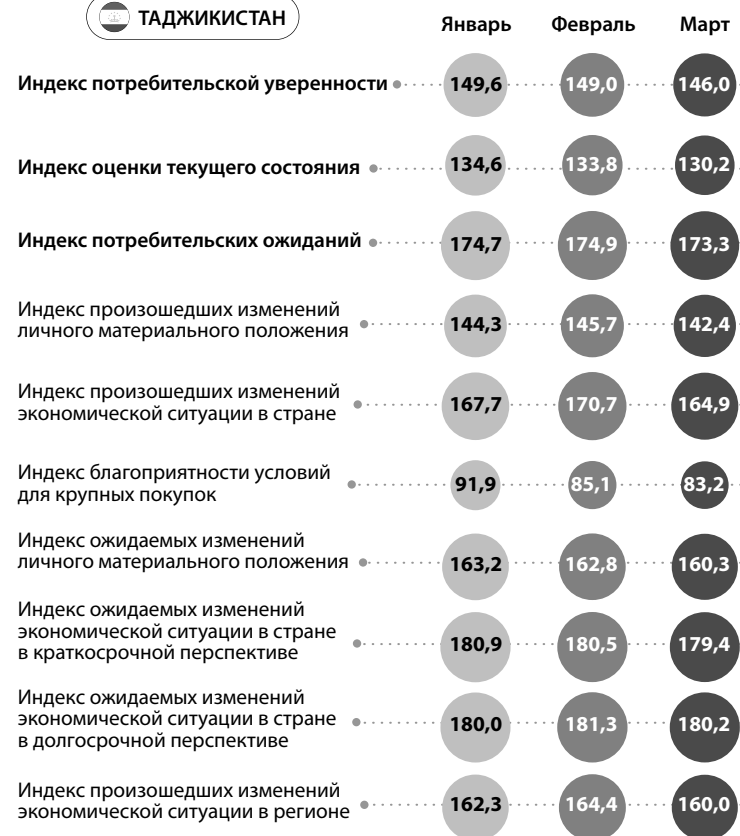 ТАДЖИКИСТАН
Январь Февраль Март
Индекс потребительской уверенности 149,6 149,0 146,0
Индекс оценки текущего состояния 134,6 133,8 130,2
Индекс потребительских ожиданий 174,7 174,9 173,3
Индекс произошедших изменений
личного материального положения 144,3 145,7 142,4
Индекс произошедших изменений
экономической ситуации в стране 167,7 170,7 164,9
Индекс благоприятности условий
для крупных покупок 91,9 85,1 83,2
Индекс ожидаемых изменений
личного материального положения 163,2 162,8 160,3
Индекс ожидаемых изменений
экономической ситуации в стране
в краткосрочной перспективе 180,9 180,5 179,4
Индекс ожидаемых изменений
экономической ситуации в стране
в долгосрочной перспективе 180,0 181,3 180,2
Индекс произошедших изменений
экономической ситуации в регионе 162,3 164,4 160,0